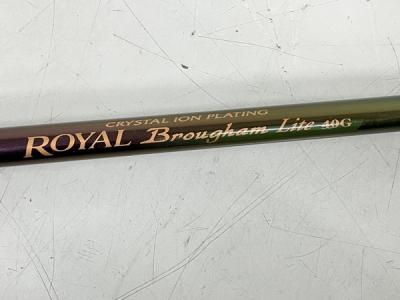 CRYSTAL ION PLATING
ROYAL Brougham Lite 40G